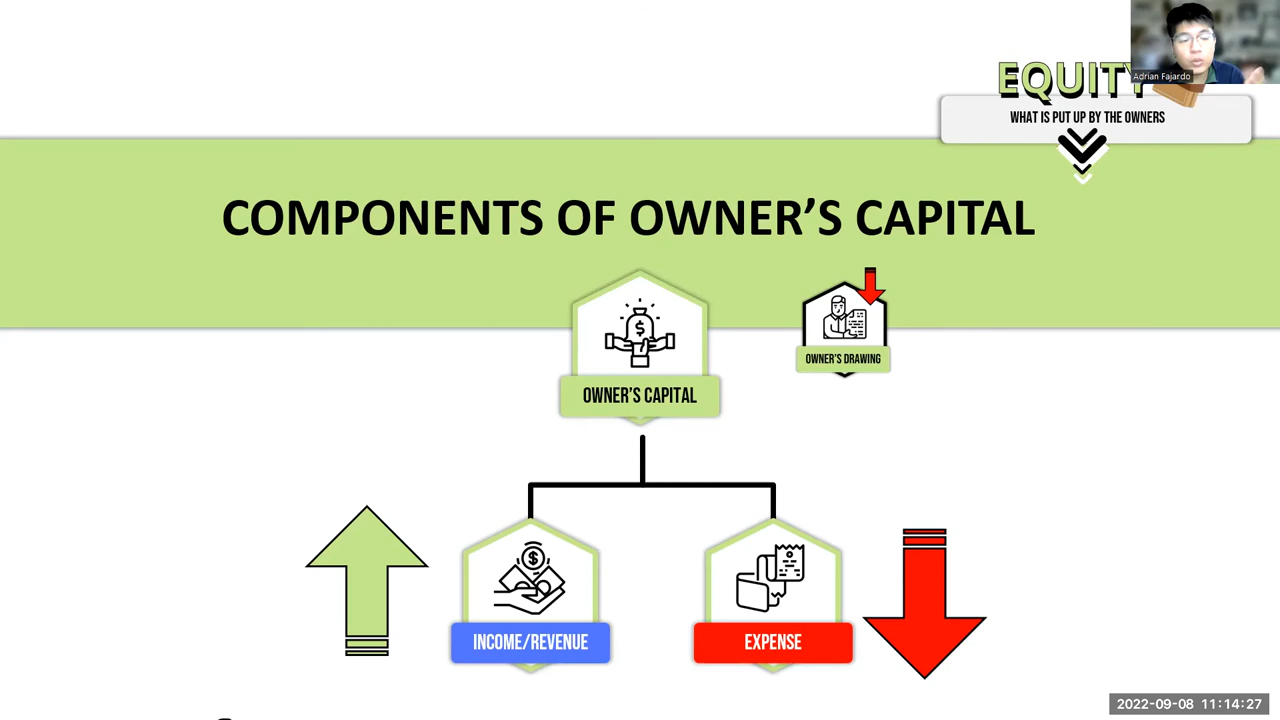 Adrian Fajardo
EQUITY
WHAT IS PUT UP BY THE OWNERS
COMPONENTS OF OWNER'S CAPITAL
OWNER'S DRAWING
OWNER'S CAPITAL
INCOME/REVENUE
EXPENSE
2022-09-08 11:14:27